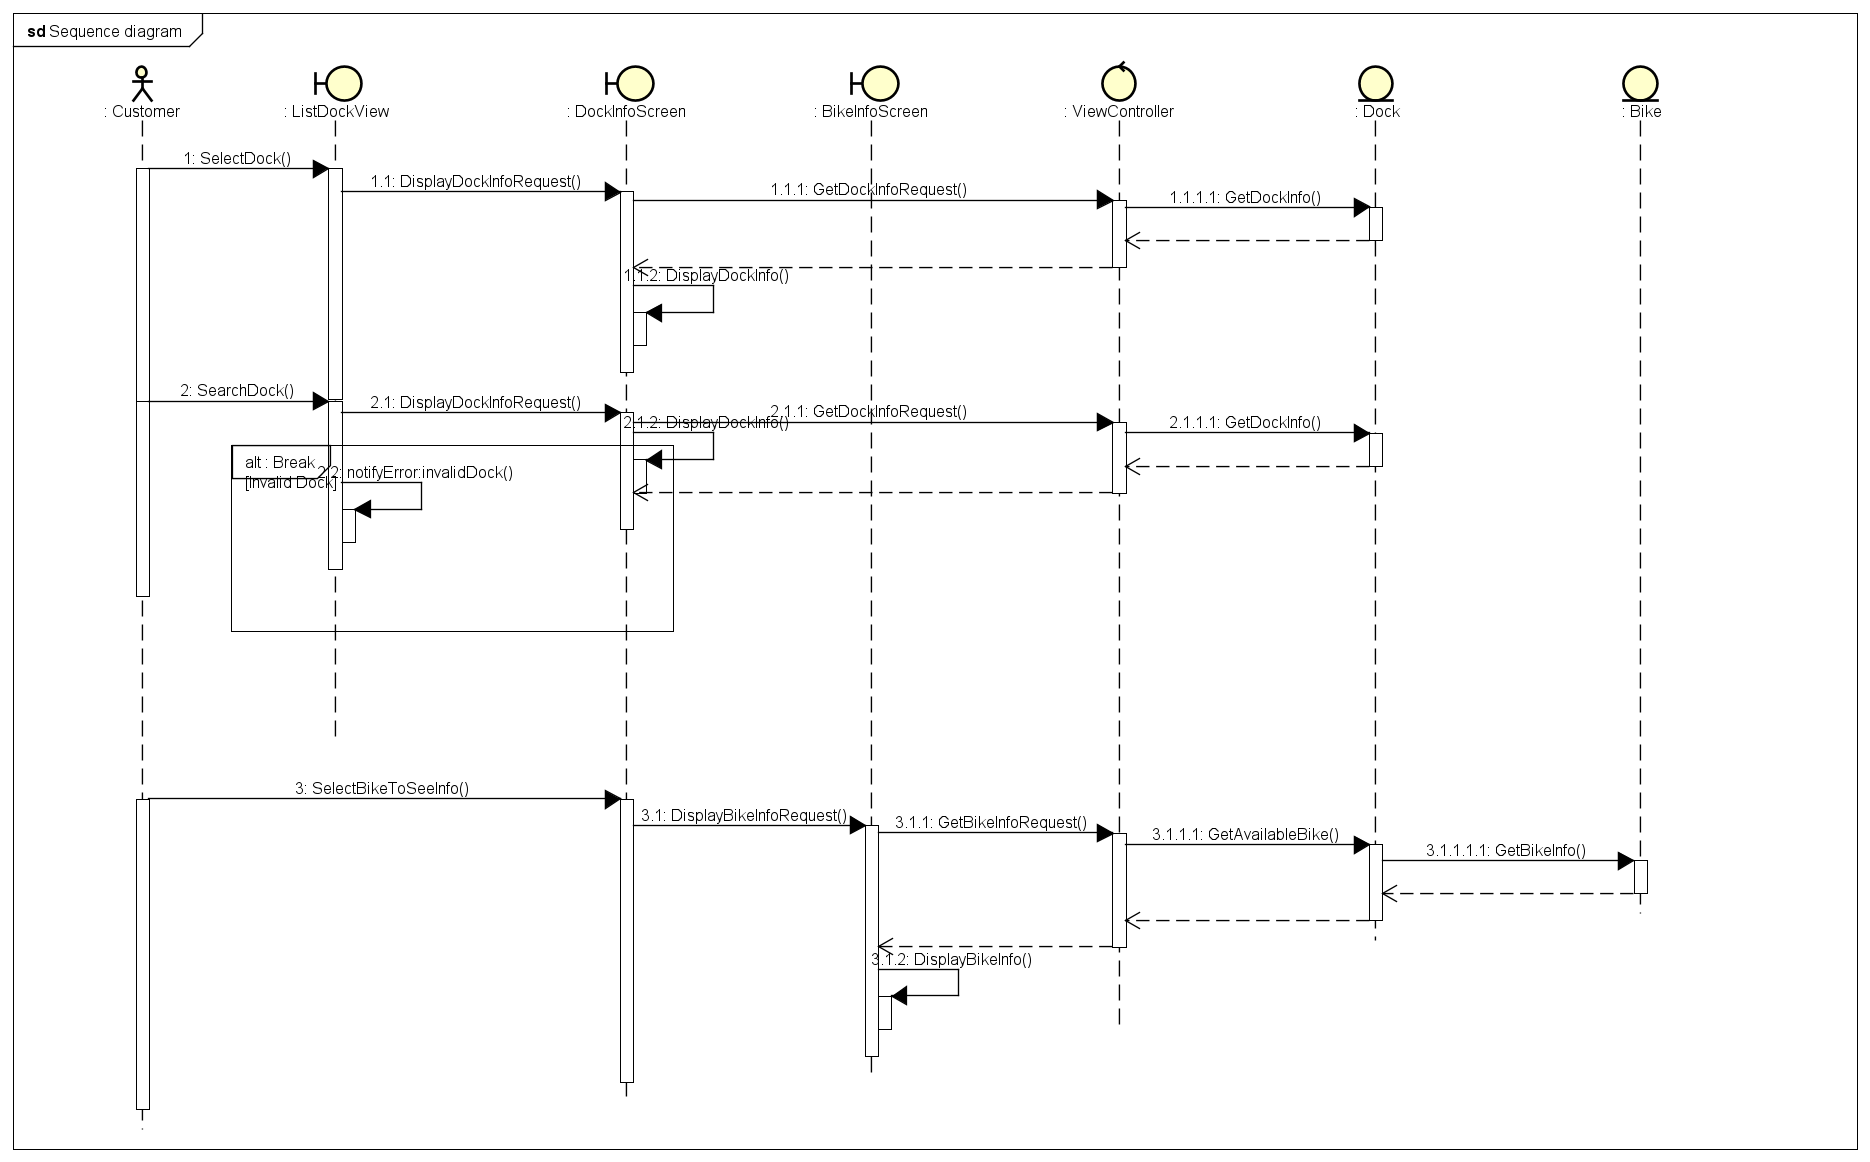 sd Sequence diagram
: Customer
: ListDockView
: DockInfoScreen
: BikeInfoScreen
: ViewController
: Dock
: Bike
1: SelectDock()
1.1: DisplayDockInfoRequest()
1.1.1: GetDockInfoRequest()
1.1.1.1: GetDockInfo()
1.1.2: DisplayDockInfo()
2: SearchDock()
2.1: DisplayDockInfoRequest()
2.1.1: GetDockInfoRequest()
2.1.2: DisplayDockInfo()
2.1.1.1: GetDockInfo()
alt : Break
2.2: notifyError:invalidDock()
[Invalid Dock]
3: SelectBikeToSeeInfo()
3.1: DisplayBikeInfoRequest()
3.1.1: GetBikeInfoRequest()
3.1.1.1: GetAvailableBike()
3.1.1.1.1: GetBikeInfo()
3.1.2: DisplayBikeInfo()